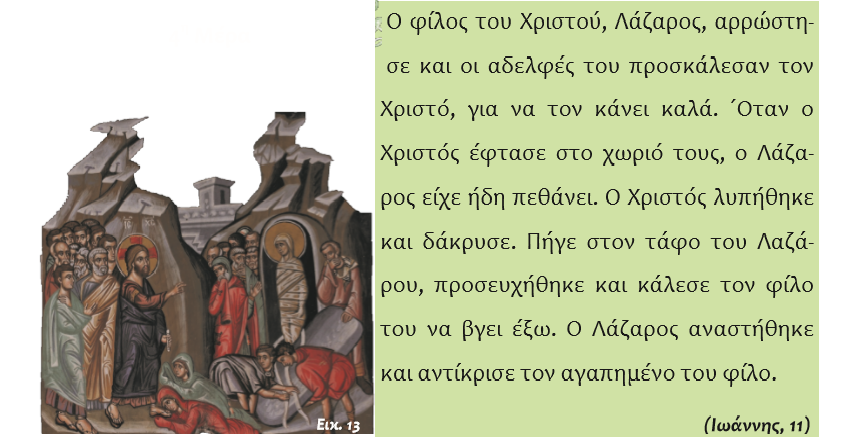 Ο φίλος του Χριστού, Λάζαρος, αρρώστη-
σε και οι αδελφές του προσκάλεσαν τον
Χριστό, για να τον κάνει καλά. ΄Οταν ο
Χριστός έφτασε στο χωριό τους, ο Λάζα-
ρος είχε ήδη πεθάνει. Ο Χριστός λυπήθηκε
και δάκρυσε. Πήγε στον τάφο του Λαζά-
ρου, προσευχήθηκε και κάλεσε τον φίλο
του να βγει έξω. Ο Λάζαρος αναστήθηκε
και αντίκρισε τον αγαπημένο του φίλο.
(Ιωάννης, 11)
Εικ. 13